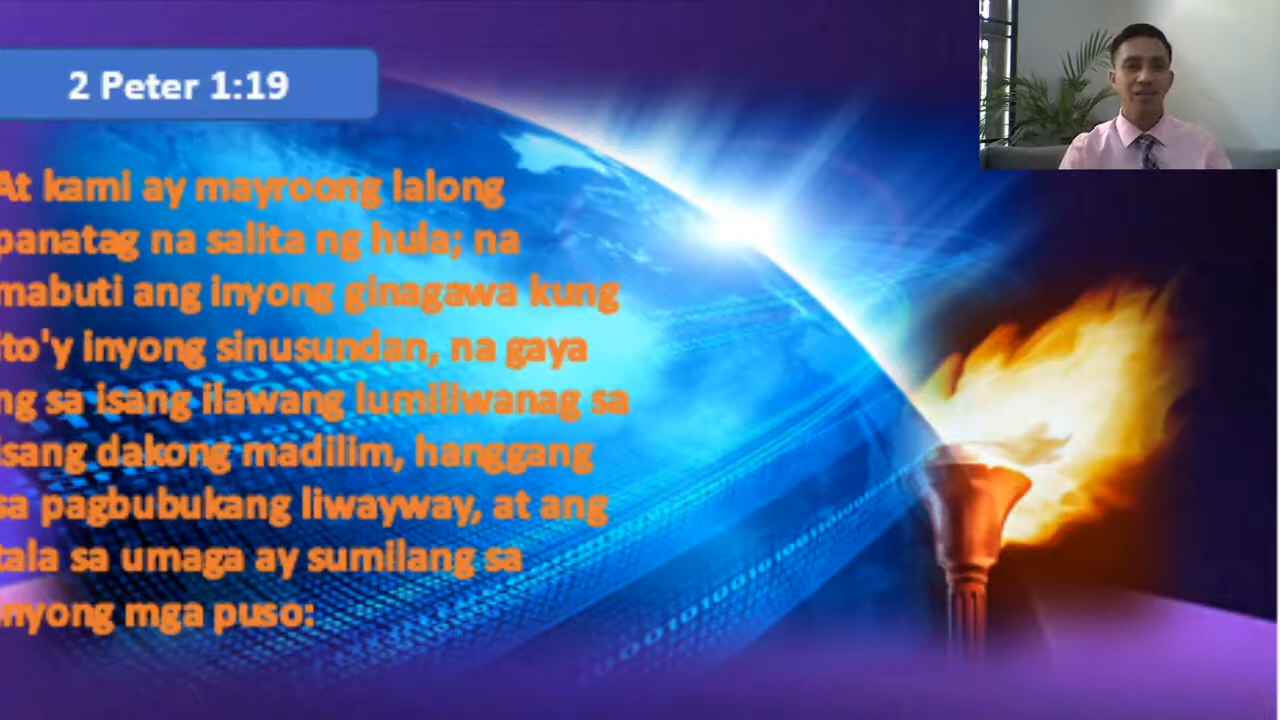 2 Peter 1:19
At kami ay mayroong lalong
panatag na salita ng hula; na
mabuti ang inyong ginagawa kung
ito'y inyong sinusundan, na gaya
ng sa isang ilawang lumiliwanag sa
isang dakong madilim, hanggang
sa pagbubukang liwayway, at ang
tala sa umaga ay sumilang sa
inyong mga puso: